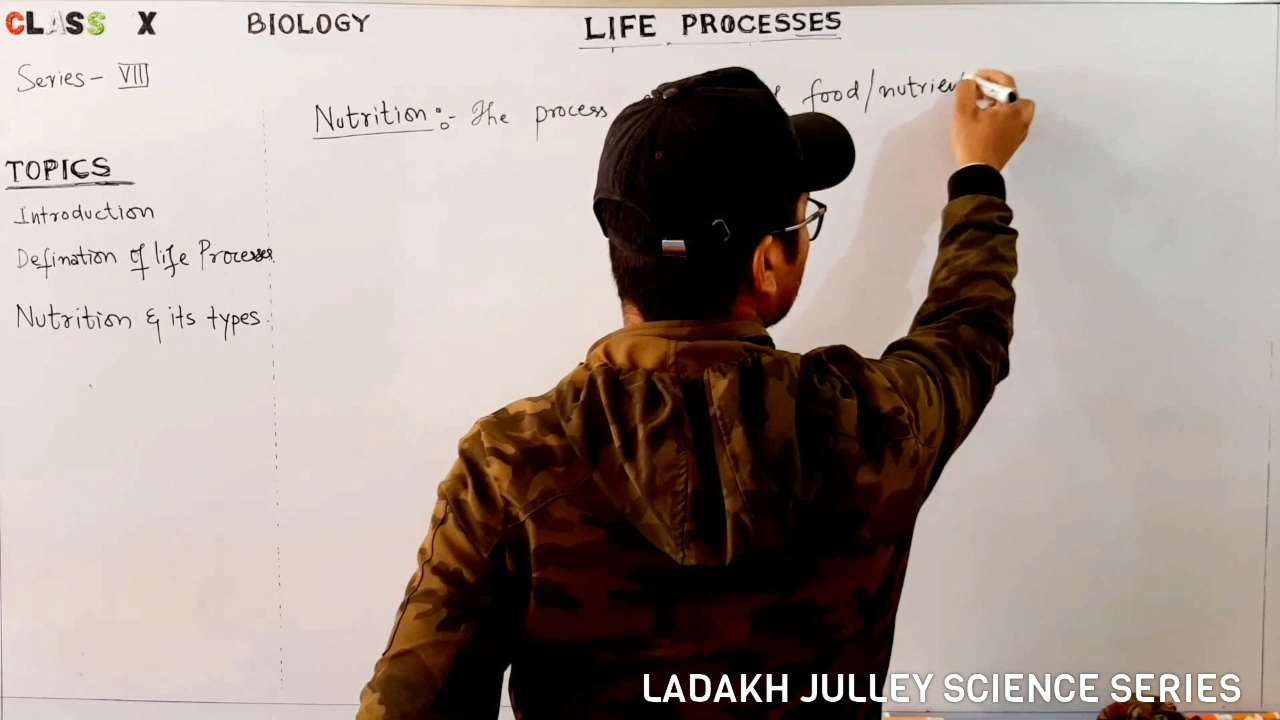 CLASS X BIOLOGY LIFE PROCESSES
Series - VIII
Nutrition :- The process food/nutrien
TOPICS
Introduction
Defination of life Processes
Nutrition & its types.
LADAKH JULLEY SCIENCE SERIES